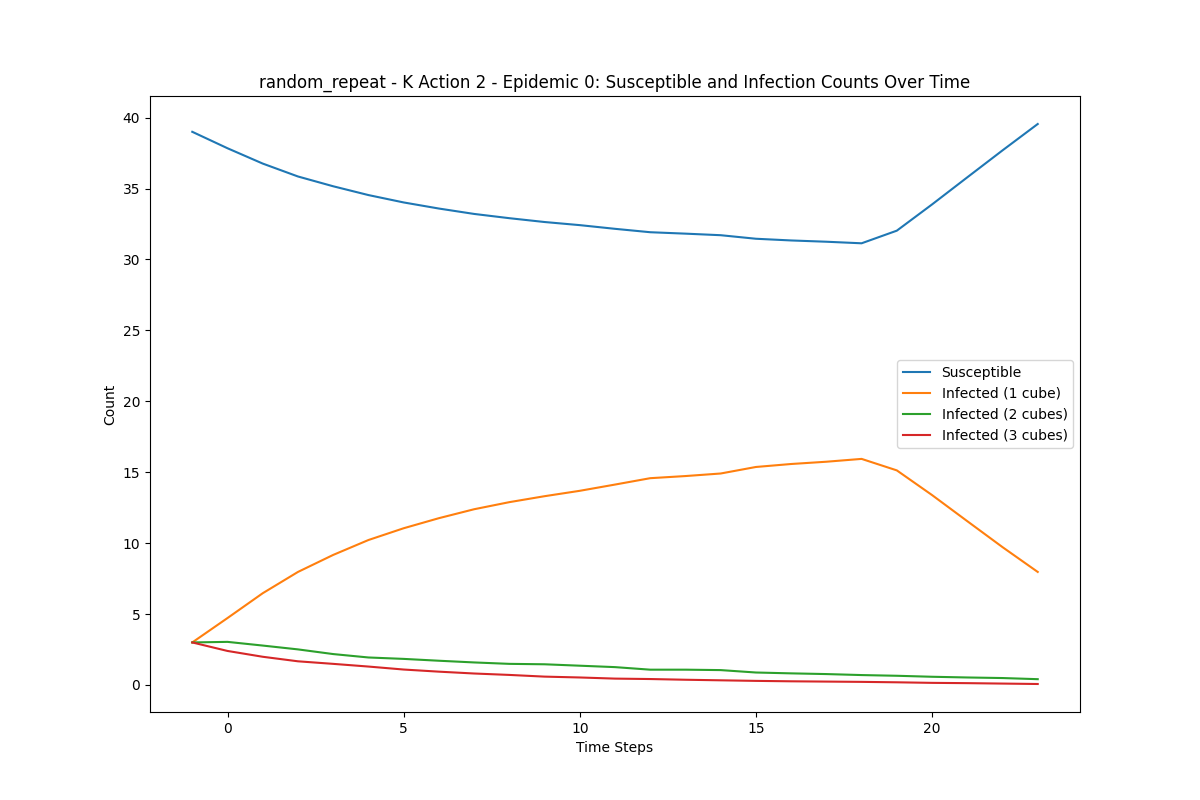 random_repeat - K Action 2 - Epidemic 0: Susceptible and Infection Counts Over Time
40
35
30
25
20
15
10
5
0
Count
Susceptible
Infected (1 cube)
Infected (2 cubes)
Infected (3 cubes)
0 5 10 15 20
Time Steps